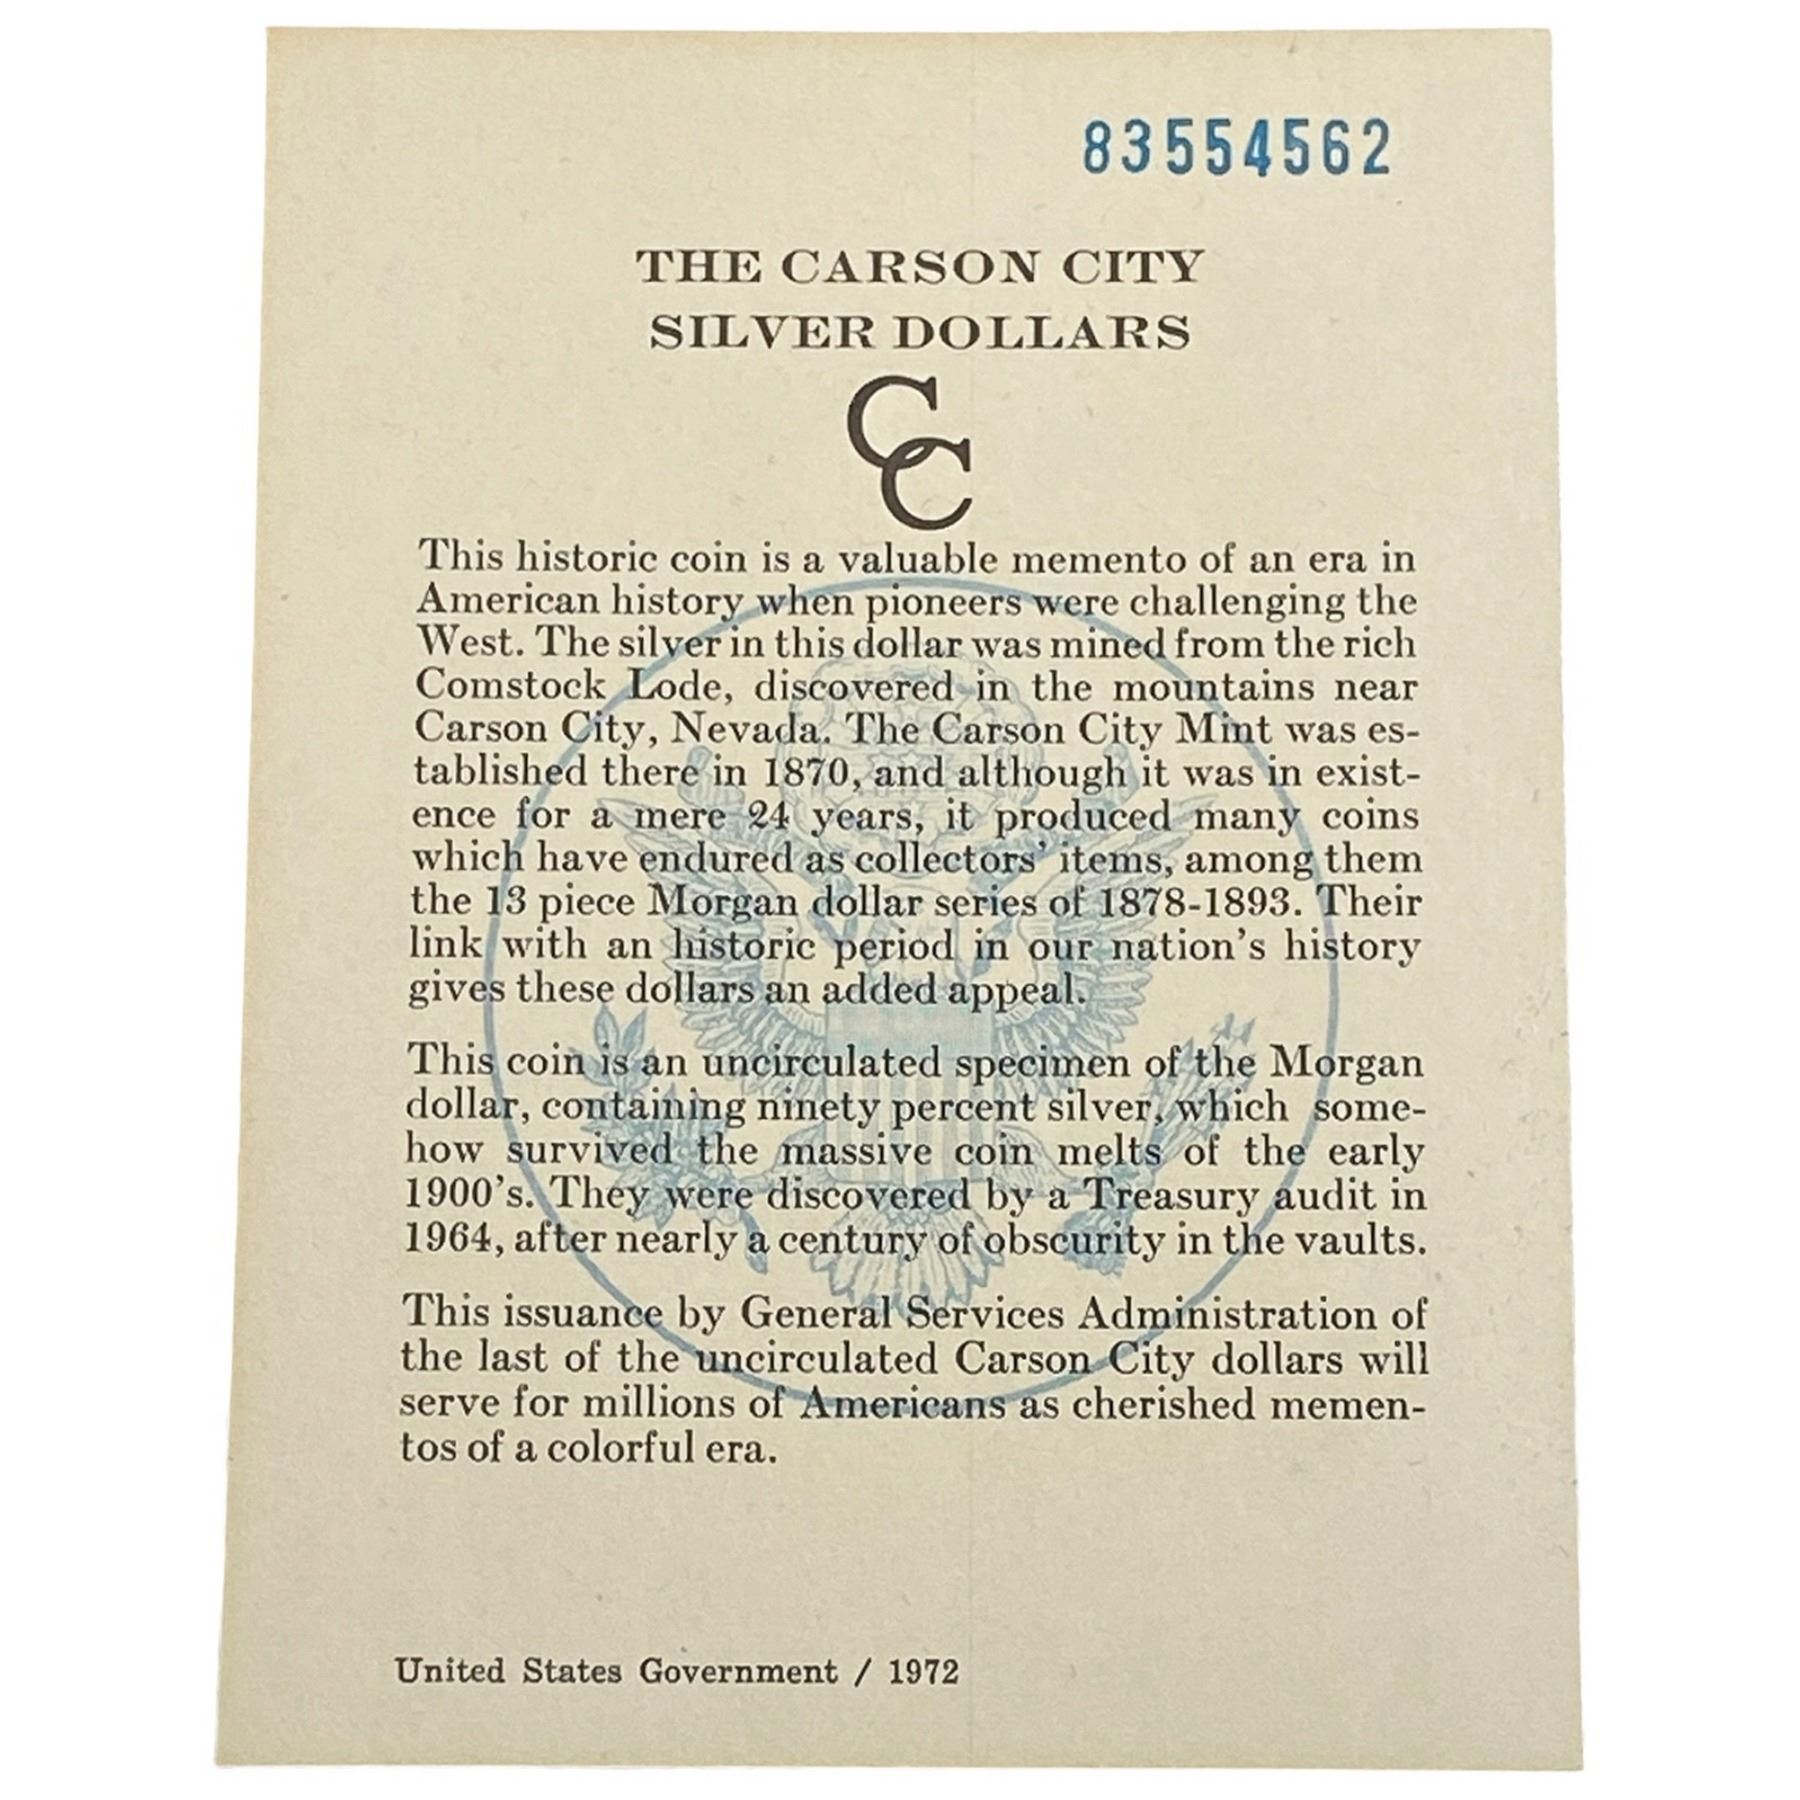 83554562
THE CARSON CITY
SILVER DOLLARS
CC
This historic coin is a valuable memento of an era in
American history when pioneers were challenging the
West. The silver in this dollar was mined from the rich
Comstock Lode, discovered in the mountains near
Carson City, Nevada. The Carson City Mint was es-
tablished there in 1870, and although it was in exist-
ence for a mere 24 years, it produced many coins
which have endured as collectors' items, among them
the 13 piece Morgan dollar series of 1878-1893. Their
link with an historic period in our nation's history
gives these dollars an added appeal.
This coin is an uncirculated specimen of the Morgan
dollar, containing ninety percent silver, which some-
how survived the massive coin melts of the early
1900's. They were discovered by a Treasury audit in
1964, after nearly a century of obscurity in the vaults.
This issuance by General Services Administration of
the last of the uncirculated Carson City dollars will
serve for millions of Americans as cherished memen-
tos of a colorful era.
United States Government / 1972